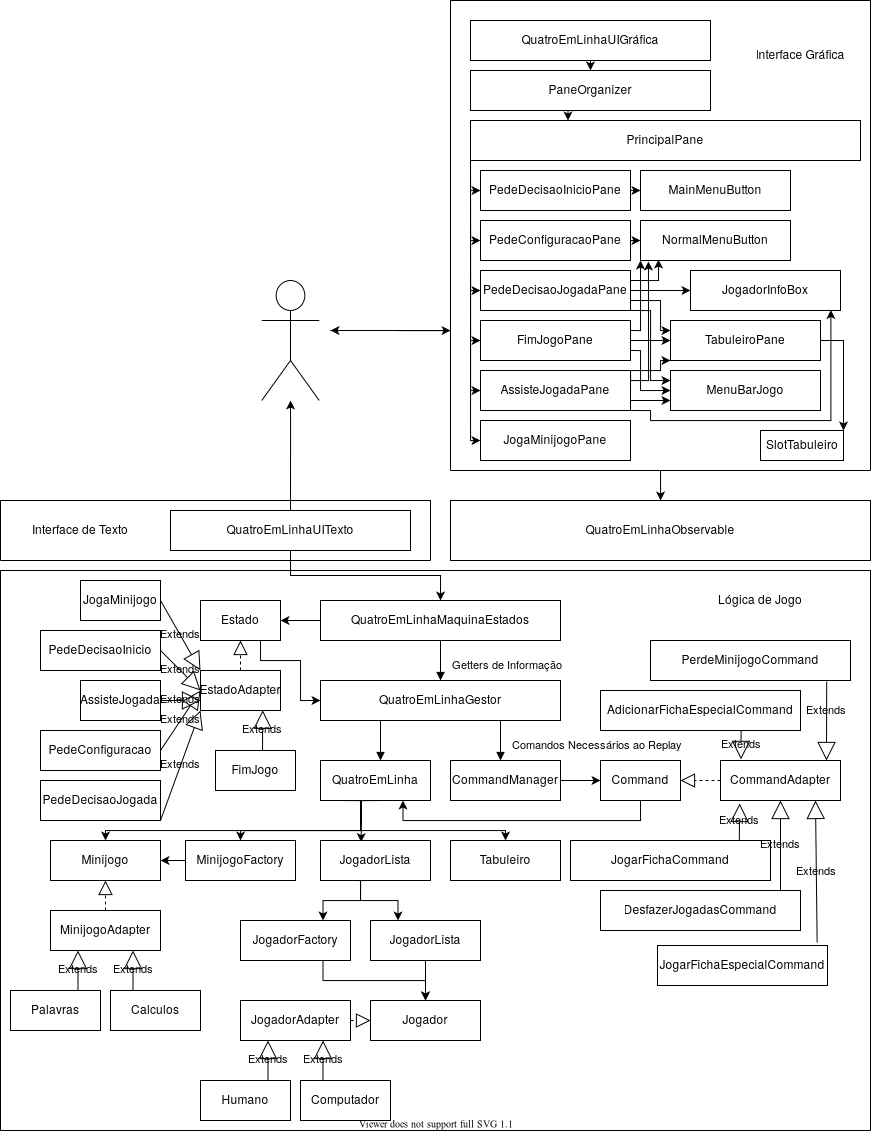 QuatroEmLinhaUIGráfica
Interface Gráfica
PaneOrganizer
PrincipalPane
PedeDecisaoInicioPane
MainMenuButton
PedeConfiguracaoPane
NormalMenuButton
PedeDecisaoJogadaPane
JogadorInfoBox
FimJogoPane
TabuleiroPane
AssisteJogadaPane
MenuBarJogo
JogaMinijogoPane
SlotTabuleiro
Interface de Texto
QuatroEmLinhaUITexto
QuatroEmLinhaObservable
Lógica de Jogo
JogaMinijogo
Estado
QuatroEmLinhaMaquinaEstados
Extends
PedeDecisaoInicio
Extends
Getters de Informação
PerdeMinijogoCommand
AssisteJogada
Extends
EstadoAdapter
QuatroEmLinhaGestor
AdicionarFichaEspecialCommand
Extends
Extends
Extends
PedeConfiguracao
Comandos Necessários ao Replay
Extends
Extends
FimJogo
QuatroEmLinha
CommandManager
Command
CommandAdapter
PedeDecisaoJogada
Extends
Extends
Minijogo
MinijogoFactory
JogadorLista
Tabuleiro
JogarFichaCommand
Extends
DesfazerJogadasCommand
MinijogoAdapter
JogadorFactory
JogadorLista
Extends
Extends
JogarFichaEspecialCommand
Palavras
Calculos
JogadorAdapter
Jogador
Extends
Extends
Humano
Computador
Viewer does not support full SVG 1.1